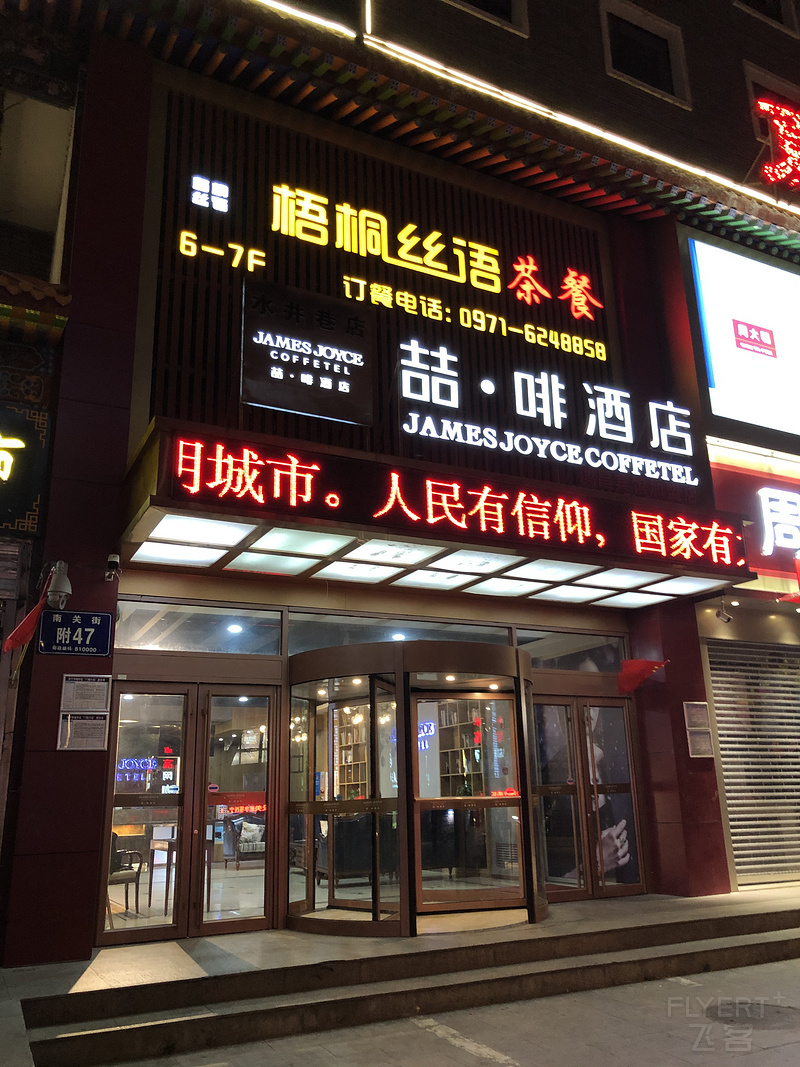 梧桐丝语茶餐
6-7F
订餐电话：0971-6248858
水井巷店
JAMES JOYCE
COFFETEL
喆·啡酒店
喆·啡酒店
JAMES JOYCE COFFETEL
明城市。人民有信仰，国家有
南关街
附47
周
FLYERT+
飞客